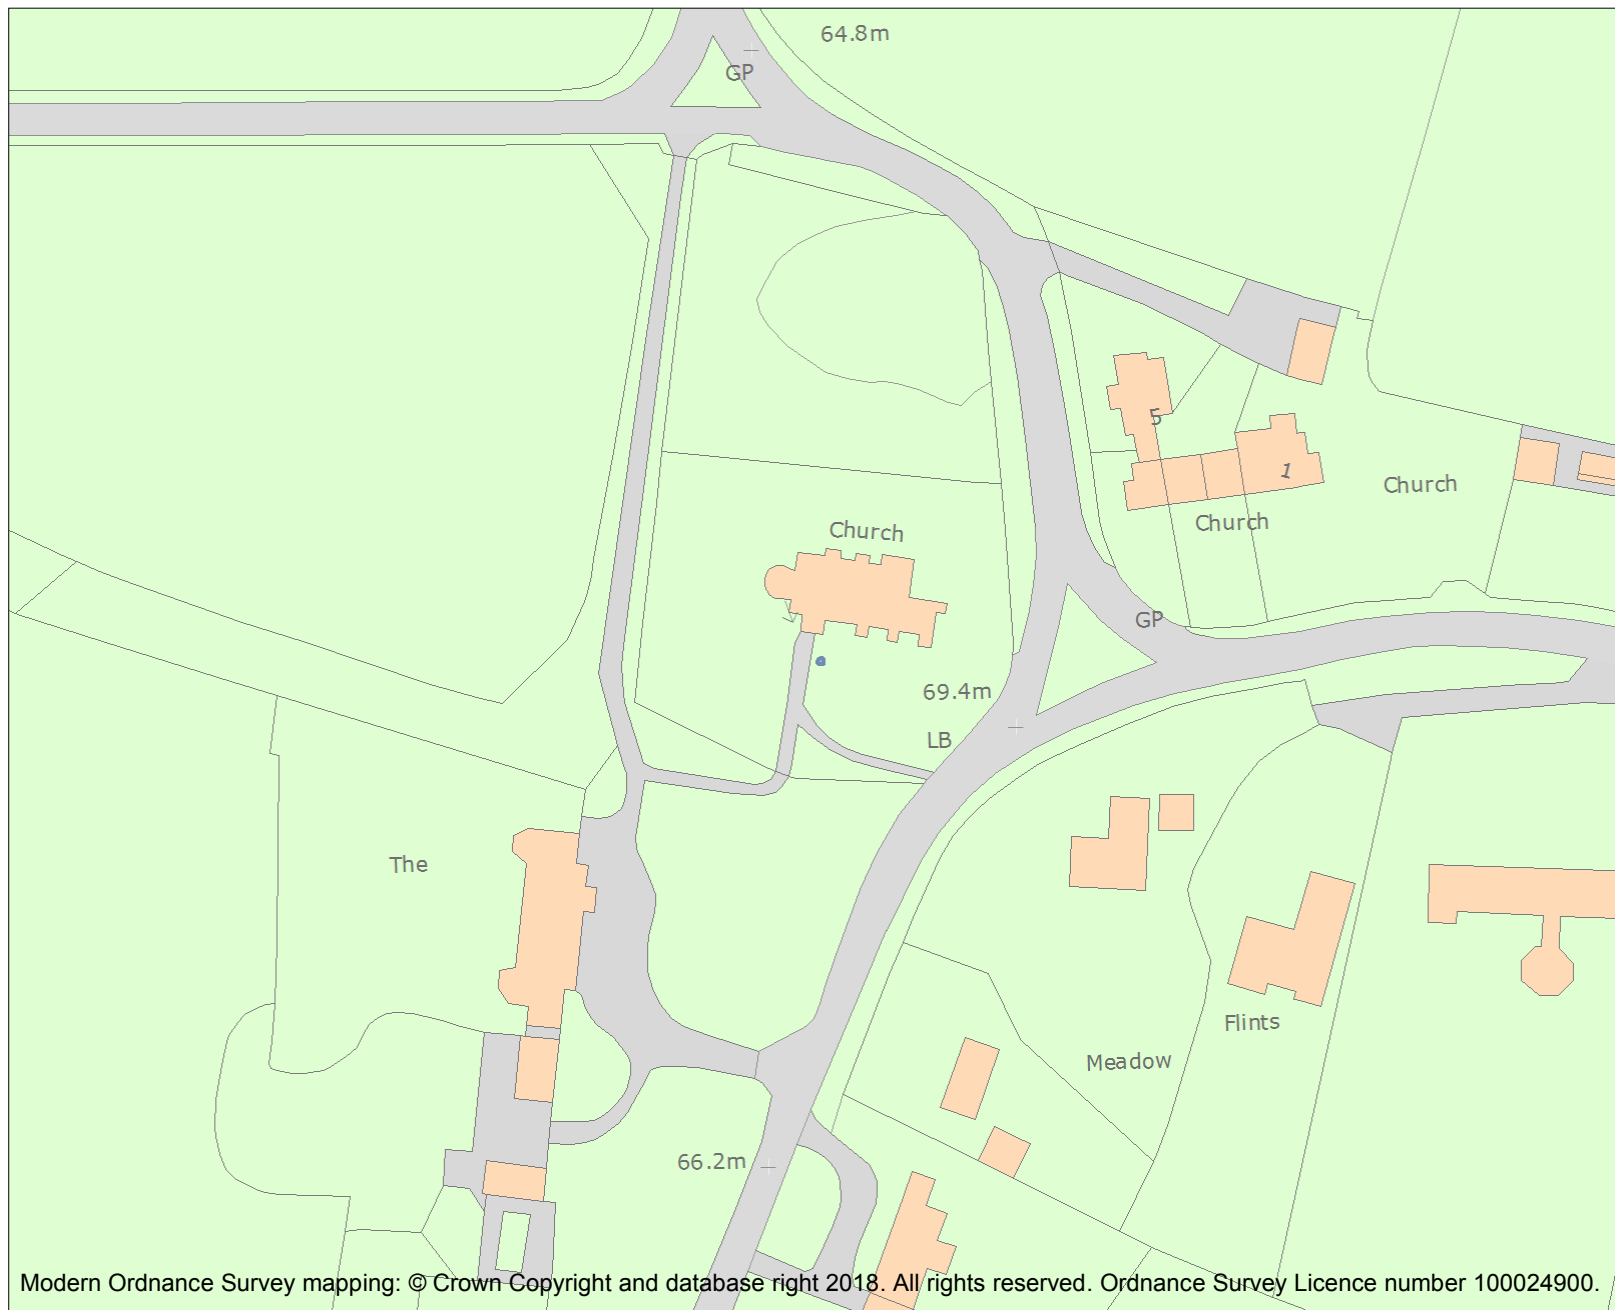 64.8m
GP
5
1
Church
Church
Church
GP
69.4m
LB
The
Flints
Meadow
66.2m
Modern Ordnance Survey mapping: © Crown Copyright and database right 2018. All rights reserved. Ordnance Survey Licence number 100024900.